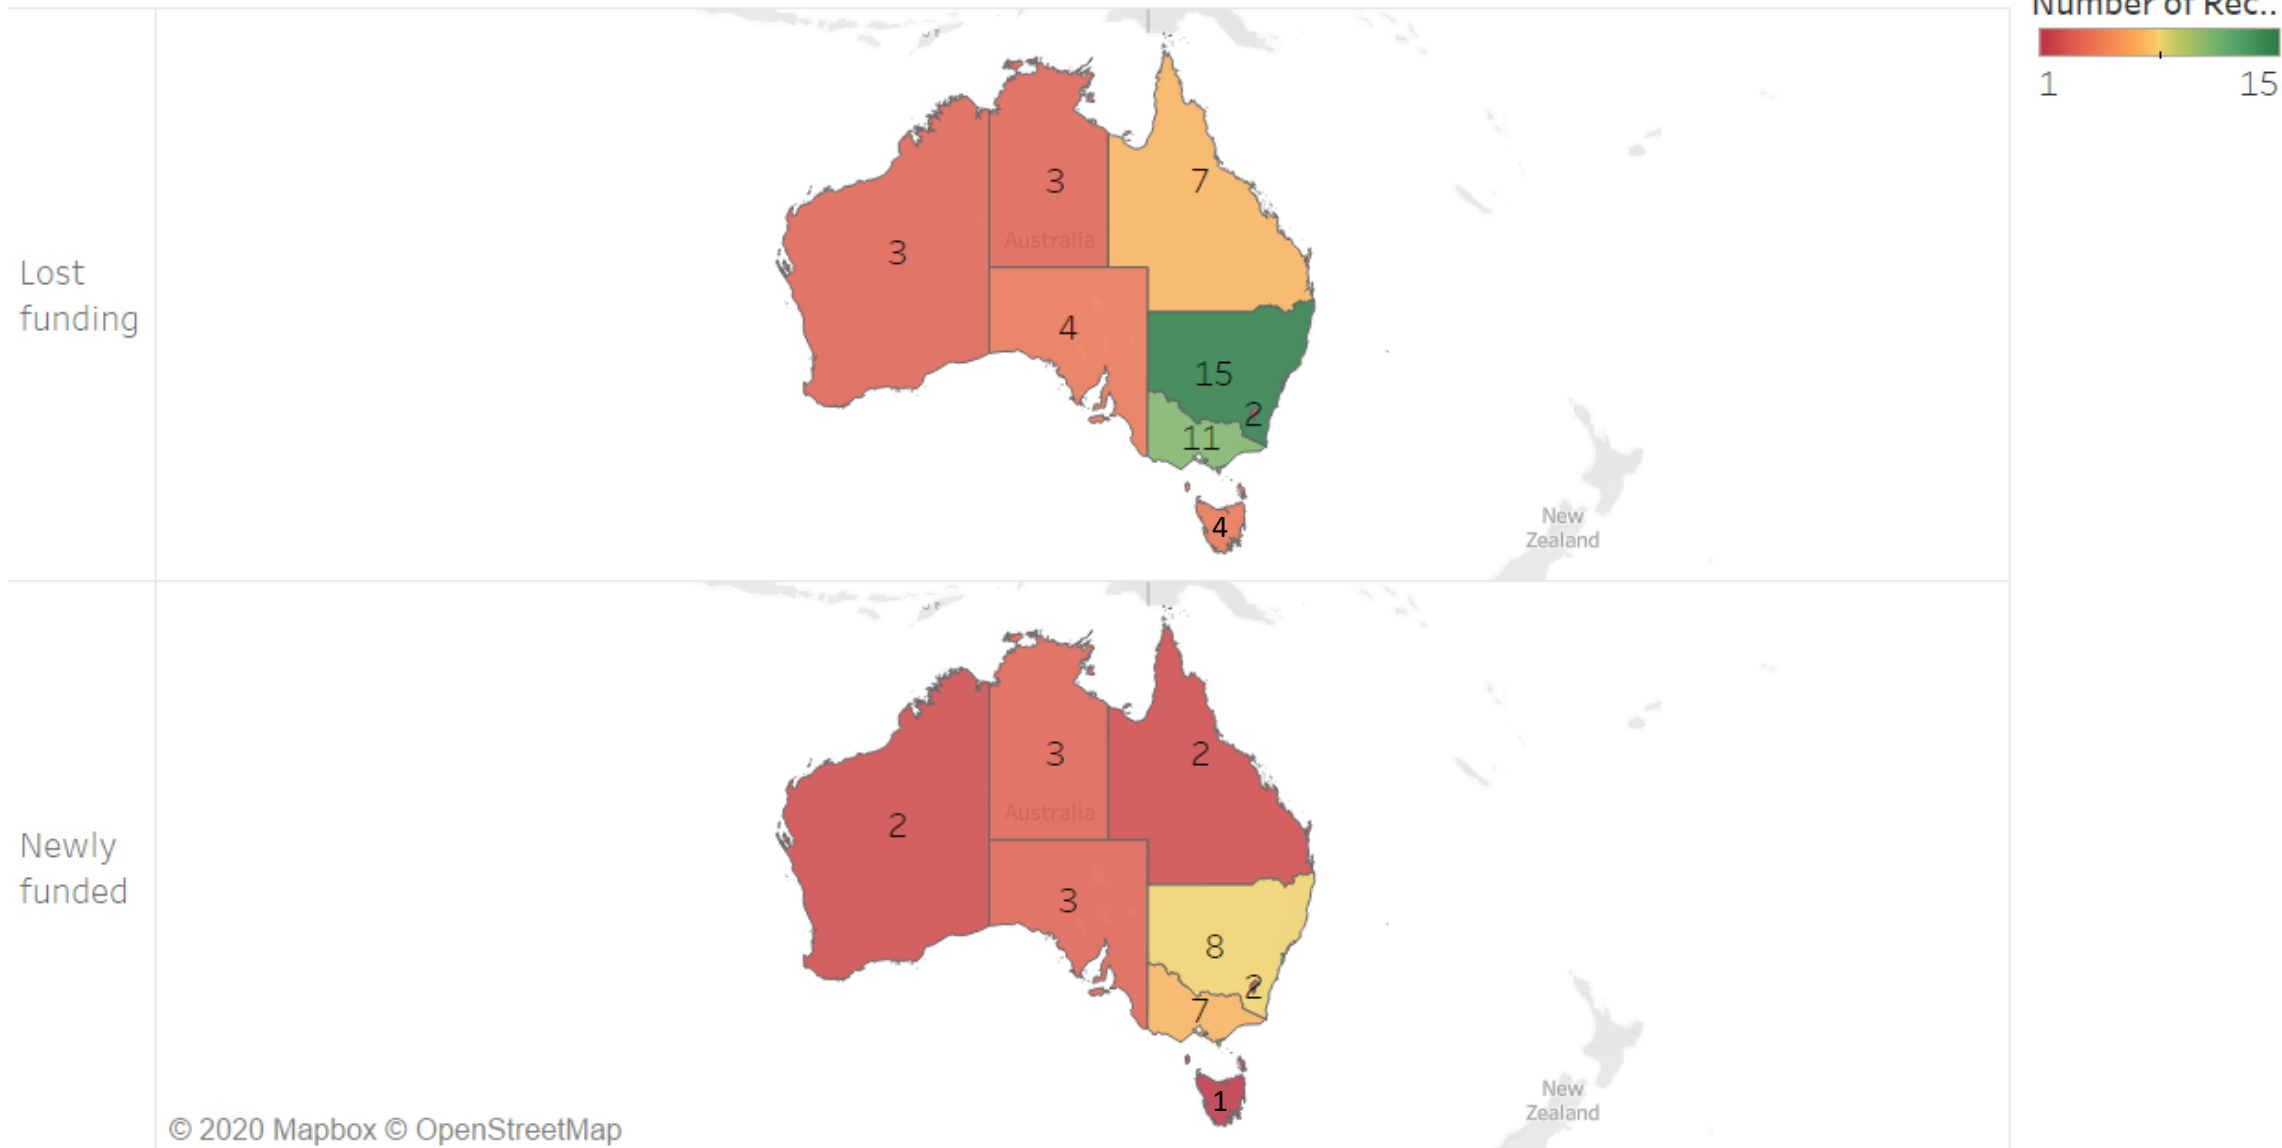 Number of Rec..
1 15
Lost
funding
3
3
Australia
7
4
15
2
11
4
New
Zealand
Newly
funded
2
3
Australia
2
3
8
2
7
1
New
Zealand
© 2020 Mapbox © OpenStreetMap